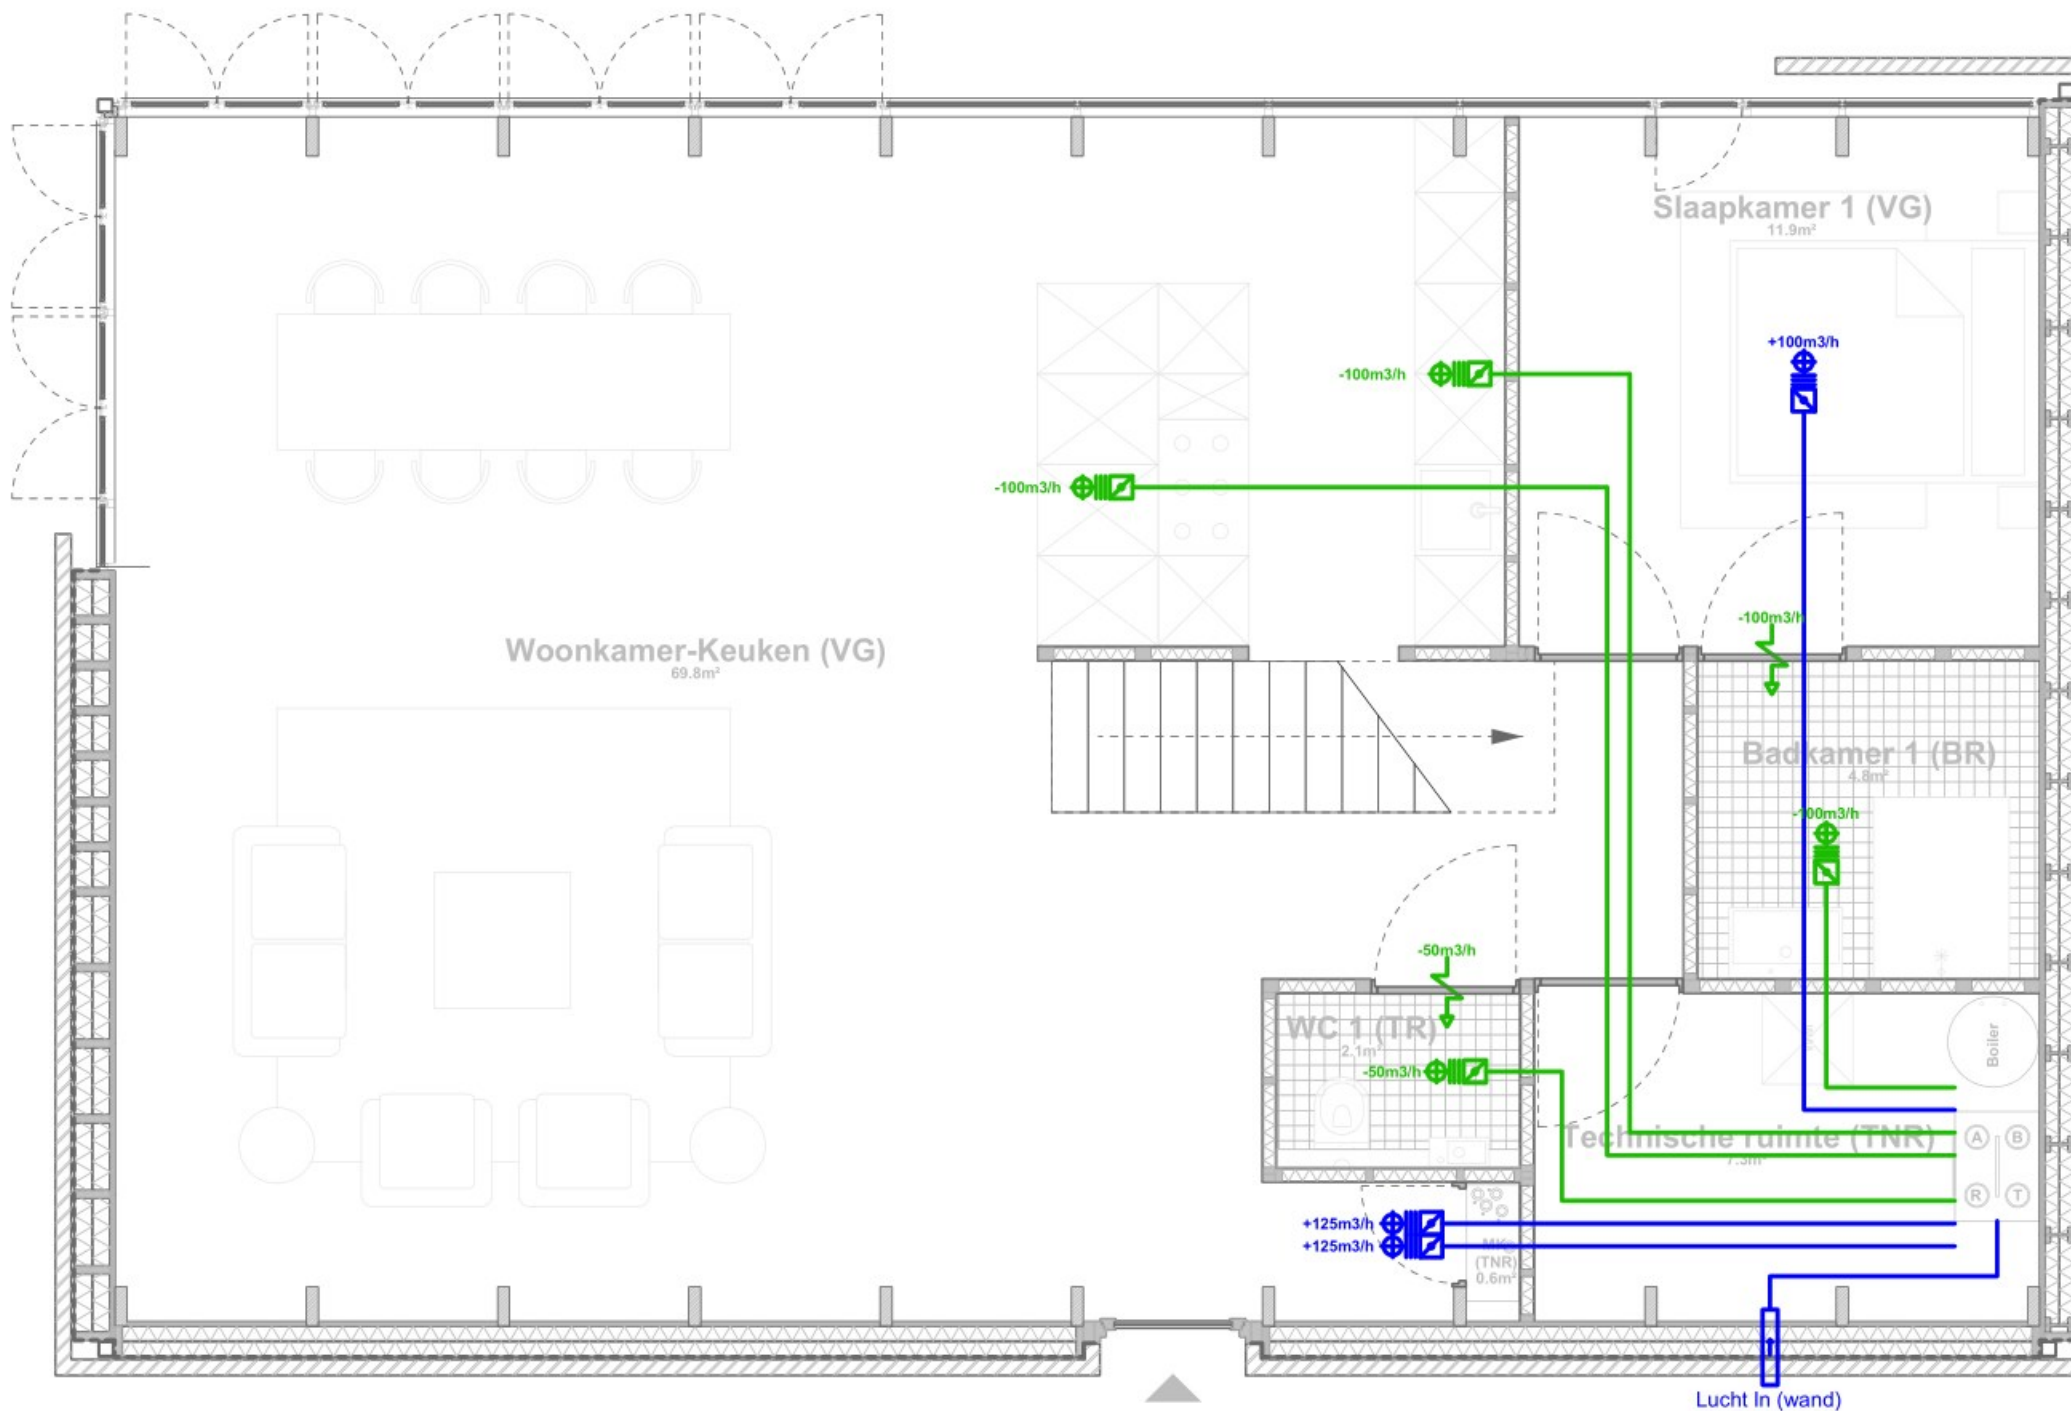 Slaapkamer 1 (VG)
11.9m²
+100m3/h
-100m3/h
-100m3/h
-100m3/h
Woonkamer-Keuken (VG)
69.8m²
Badkamer 1 (BR)
4.8m²
-100m3/h
-50m3/h
WC 1 (TR)
2.1m²
-50m3/h
Boiler
Technische ruimte (TNR)
7.3m²
A B
R T
+125m3/h
+125m3/h
(TNR)
0.6m²
Lucht In (wand)